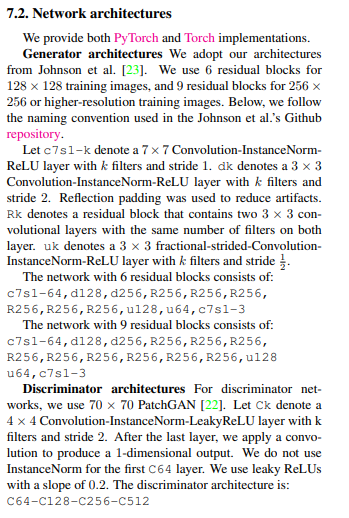 7.2. Network architectures
We provide both PyTorch and Torch implementations.
Generator architectures We adopt our architectures
from Johnson et al. [23]. We use 6 residual blocks for
128 × 128 training images, and 9 residual blocks for 256 ×
256 or higher-resolution training images. Below, we follow
the naming convention used in the Johnson et al.'s Github
repository.
Let c7s1-k denote a 7×7 Convolution-InstanceNorm-
ReLU layer with k filters and stride 1. dk denotes a 3 × 3
Convolution-InstanceNorm-ReLU layer with k filters and
stride 2. Reflection padding was used to reduce artifacts.
Rk denotes a residual block that contains two 3 × 3 con-
volutional layers with the same number of filters on both
layer. uk denotes a 3 × 3 fractional-strided-Convolution-
InstanceNorm-ReLU layer with k filters and stride ½.
The network with 6 residual blocks consists of:
c7s1-64,d128,d256,R256,R256,R256,
R256,R256,R256,u128,u64,c7s1-3
The network with 9 residual blocks consists of:
c7s1-64,d128,d256,R256,R256,R256,
R256,R256,R256,R256,R256,R256,u128
u64,c7s1-3
Discriminator architectures For discriminator net-
works, we use 70 × 70 PatchGAN [22]. Let Ck denote a
4 × 4 Convolution-InstanceNorm-LeakyReLU layer with k
filters and stride 2. After the last layer, we apply a convo-
lution to produce a 1-dimensional output. We do not use
InstanceNorm for the first C64 layer. We use leaky ReLUs
with a slope of 0.2. The discriminator architecture is:
C64-C128-C256-C512